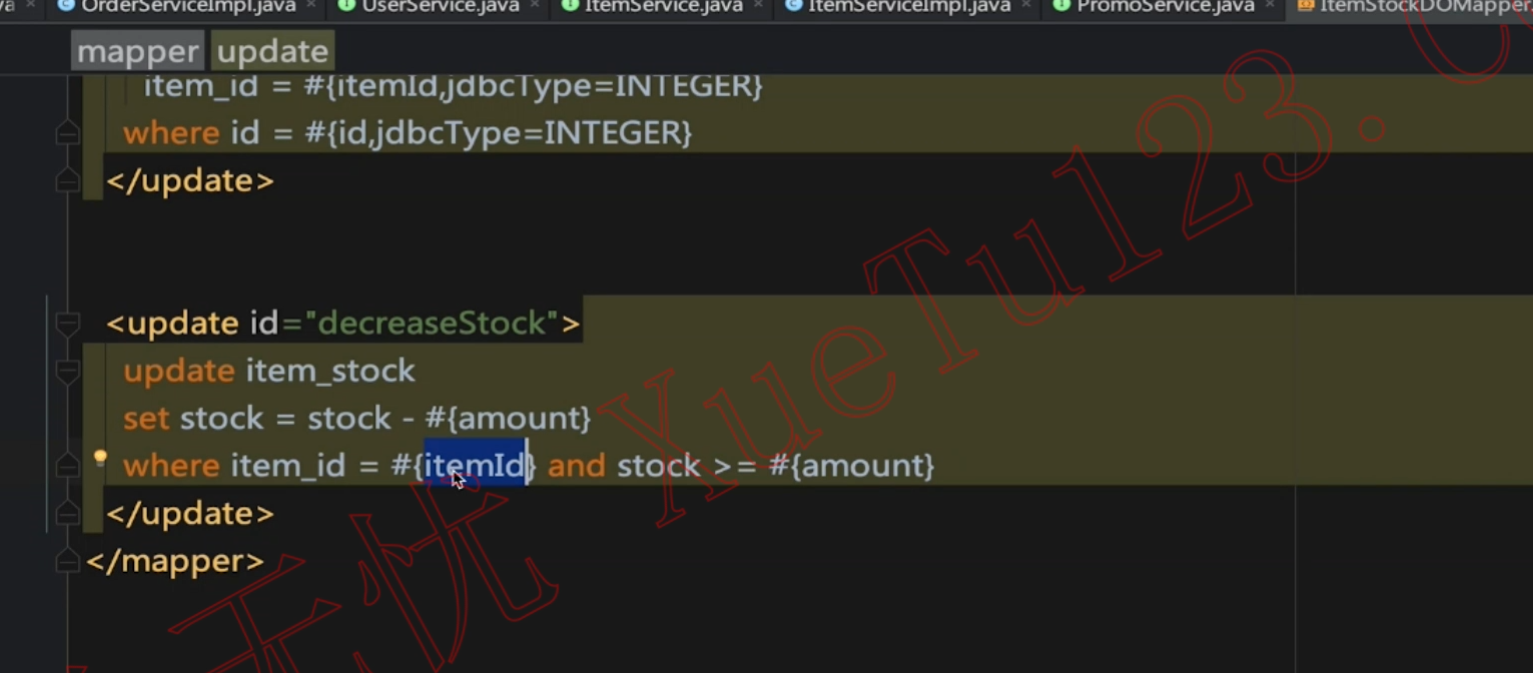 OrderServiceImpl.java × UserService.java × ItemService.java × ItemServiceImpl.java × PromoService.java × ItemStockDOMapper.
mapper update
item_id = #{itemId,jdbcType=INTEGER}
where id = #{id,jdbcType=INTEGER}
</update>
<update id="decreaseStock">
update item_stock
set stock = stock - #{amount}
where item_id = #{itemId} and stock >= #{amount}
</update>
</mapper>
无忧 XueTu123.